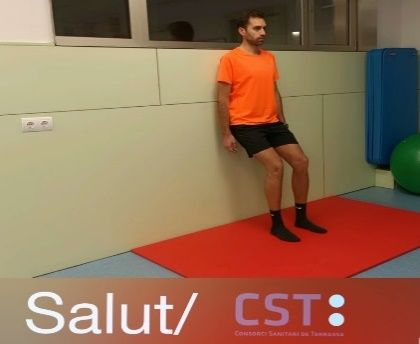 Salut/
CST:
CONSORCI SANITARI DE TERRASSA